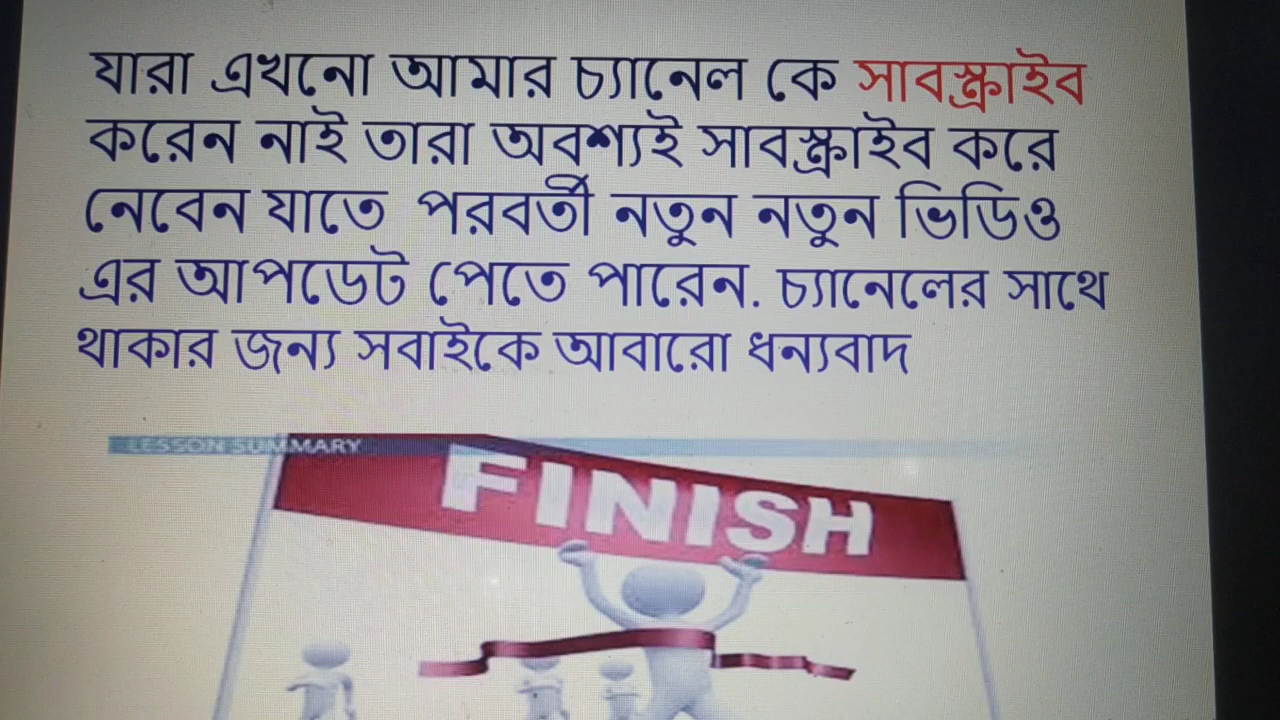 যারা এখনো আমার চ্যানেল কে সাবস্ক্রাইব
করেন নাই তারা অবশ্যই সাবস্ক্রাইব করে
নেবেন যাতে পরবর্তী নতুন নতুন ভিডিও
এর আপডেট পেতে পারেন. চ্যানেলের সাথে
থাকার জন্য সবাইকে আবারো ধন্যবাদ
LESSON SUMMARY
FINISH